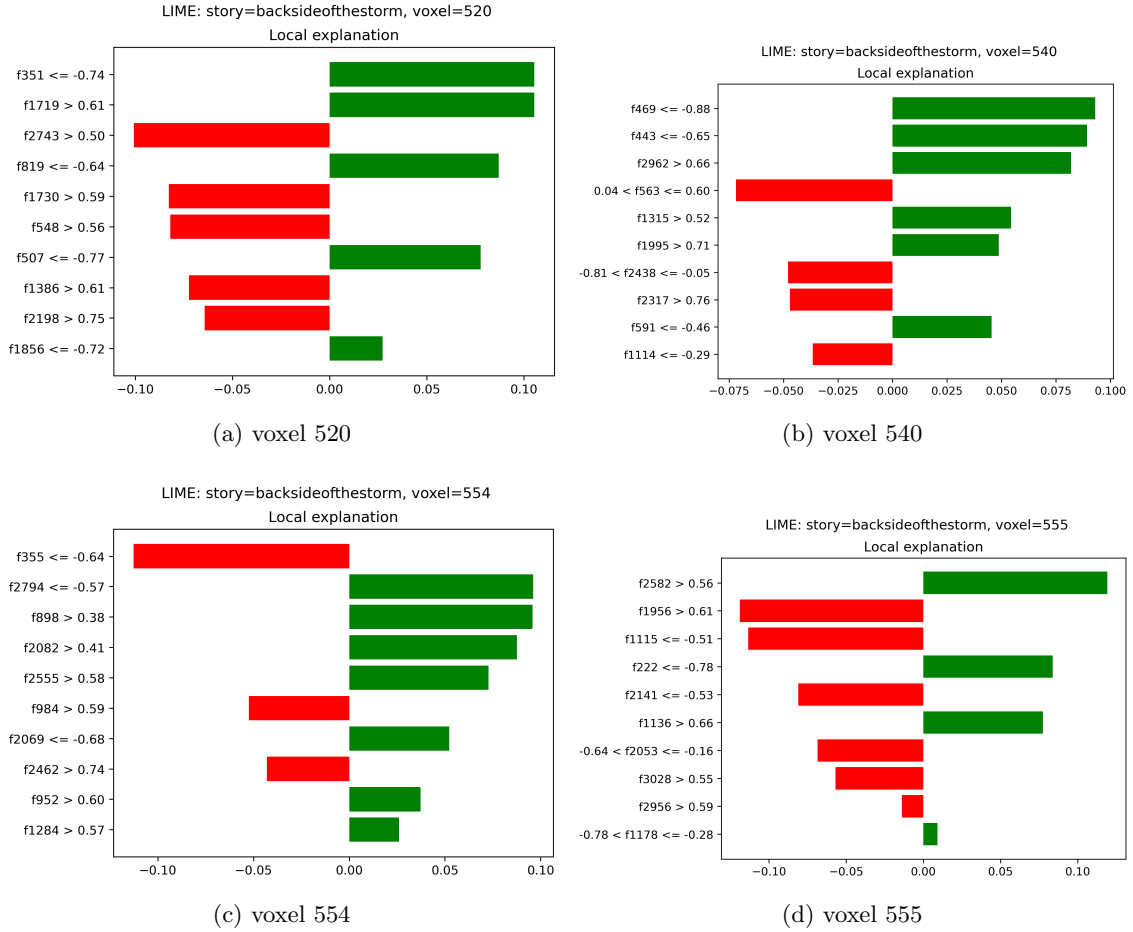 LIME: story=backsideofthestorm, voxel=520
Local explanation
f351 <= -0.74
f1719 > 0.61
f2743 > 0.50
f819 <= -0.64
f1730 > 0.59
f548 > 0.56
f507 <= -0.77
f1386 > 0.61
f2198 > 0.75
f1856 <= -0.72
−0.10 −0.05 0.00 0.05 0.10
(a) voxel 520
LIME: story=backsideofthestorm, voxel=540
Local explanation
f469 <= -0.88
f443 <= -0.65
f2962 > 0.66
0.04 < f563 <= 0.60
f1315 > 0.52
f1995 > 0.71
-0.81 < f2438 <= -0.05
f2317 > 0.76
f591 <= -0.46
f1114 <= -0.29
−0.075 −0.050 −0.025 0.000 0.025 0.050 0.075 0.100
(b) voxel 540
LIME: story=backsideofthestorm, voxel=554
Local explanation
f355 <= -0.64
f2794 <= -0.57
f898 > 0.38
f2082 > 0.41
f2555 > 0.58
f984 > 0.59
f2069 <= -0.68
f2462 > 0.74
f952 > 0.60
f1284 > 0.57
−0.10 −0.05 0.00 0.05 0.10
(c) voxel 554
LIME: story=backsideofthestorm, voxel=555
Local explanation
f2582 > 0.56
f1956 > 0.61
f1115 <= -0.51
f222 <= -0.78
f2141 <= -0.53
f1136 > 0.66
-0.64 < f2053 <= -0.16
f3028 > 0.55
f2956 > 0.59
-0.78 < f1178 <= -0.28
−0.10 −0.05 0.00 0.05 0.10
(d) voxel 555